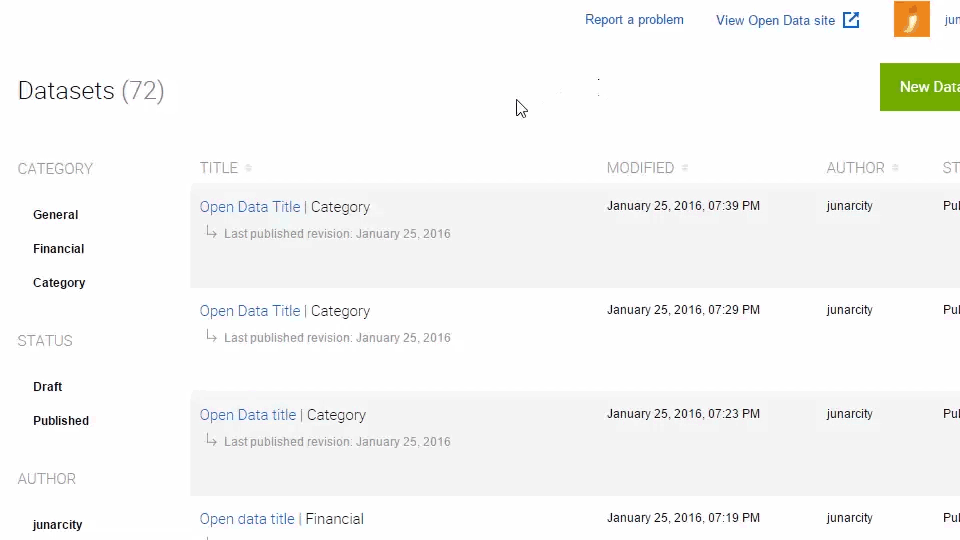 Report a problem View Open Data site jun
Datasets (72) New Data
CATEGORY TITLE MODIFIED AUTHOR ST
General
Financial
Category
Open Data Title | Category January 25, 2016, 07:39 PM junarcity Pul
Last published revision: January 25, 2016
Open Data Title | Category January 25, 2016, 07:29 PM junarcity Pul
Last published revision: January 25, 2016
STATUS
Draft
Published
Open Data title | Category January 25, 2016, 07:23 PM junarcity Pul
Last published revision: January 25, 2016
AUTHOR
junarcity
Open data title | Financial January 25, 2016, 07:19 PM junarcity Pul